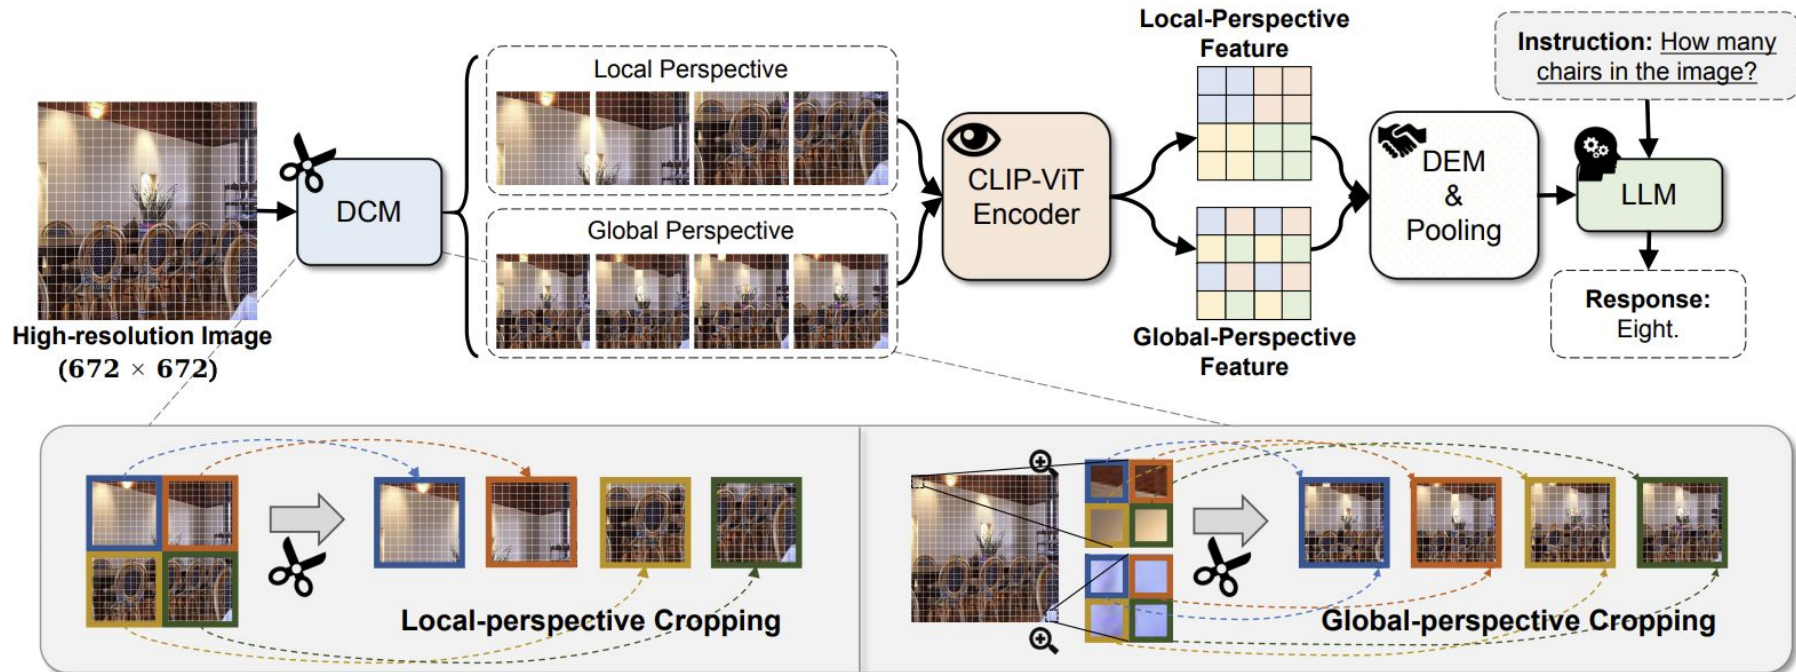 High-resolution Image
(672 × 672)
DCM
Local Perspective
Global Perspective
CLIP-ViT
Encoder
Local-Perspective
Feature
Global-Perspective
Feature
DEM
&
Pooling
Instruction: How many
chairs in the image?
LLM
Response:
Eight.
Local-perspective Cropping
Global-perspective Cropping